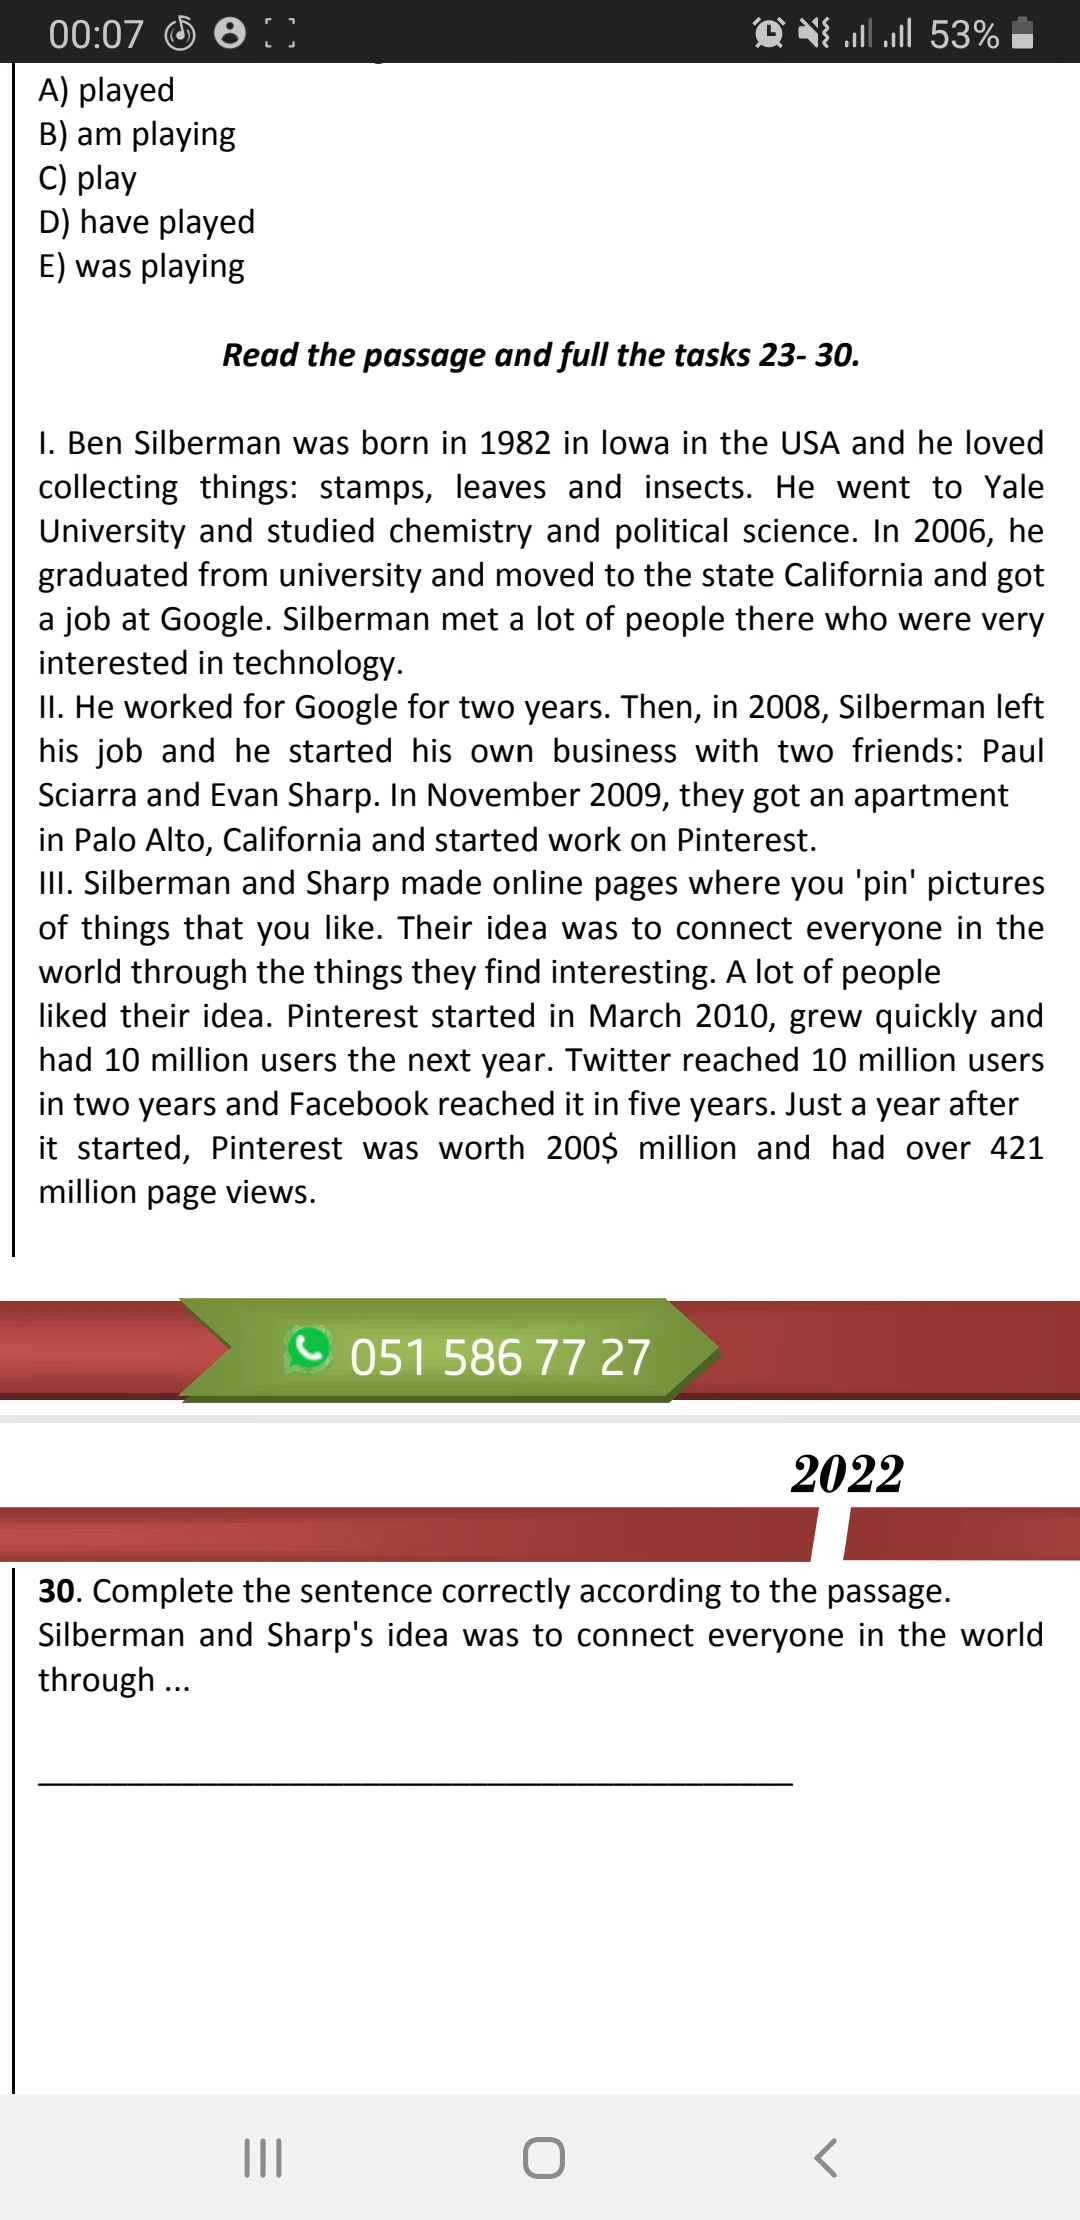 00:07 53%
A) played
B) am playing
C) play
D) have played
E) was playing
Read the passage and full the tasks 23- 30.
I. Ben Silberman was born in 1982 in lowa in the USA and he loved
collecting things: stamps, leaves and insects. He went to Yale
University and studied chemistry and political science. In 2006, he
graduated from university and moved to the state California and got
a job at Google. Silberman met a lot of people there who were very
interested in technology.
II. He worked for Google for two years. Then, in 2008, Silberman left
his job and he started his own business with two friends: Paul
Sciarra and Evan Sharp. In November 2009, they got an apartment
in Palo Alto, California and started work on Pinterest.
III. Silberman and Sharp made online pages where you 'pin' pictures
of things that you like. Their idea was to connect everyone in the
world through the things they find interesting. A lot of people
liked their idea. Pinterest started in March 2010, grew quickly and
had 10 million users the next year. Twitter reached 10 million users
in two years and Facebook reached it in five years. Just a year after
it started, Pinterest was worth 200$ million and had over 421
million page views.
051 586 77 27
2022
30. Complete the sentence correctly according to the passage.
Silberman and Sharp's idea was to connect everyone in the world
through ...